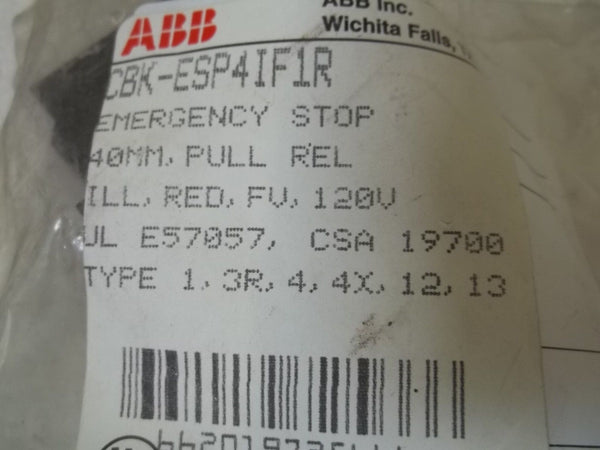 ABB
ABB Inc.
Wichita Falls,
CBK-ESP4IF1R
EMERGENCY STOP
40MM, PULL REL
ILL, RED, FV, 120V
UL E57057, CSA 19700
TYPE 1, 3R, 4, 4X, 12, 13